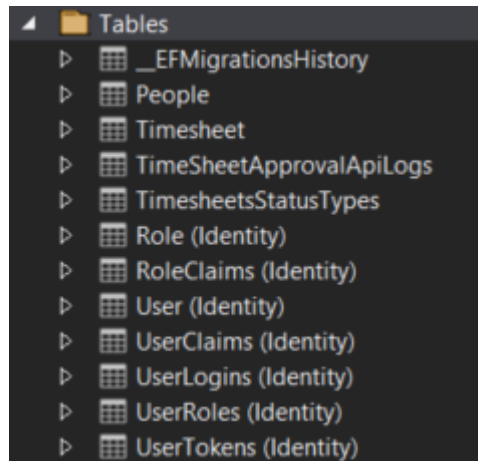 Tables
__EFMigrationsHistory
People
Timesheet
TimeSheetApprovalApiLogs
TimesheetsStatusTypes
Role (Identity)
RoleClaims (Identity)
User (Identity)
UserClaims (Identity)
UserLogins (Identity)
UserRoles (Identity)
UserTokens (Identity)